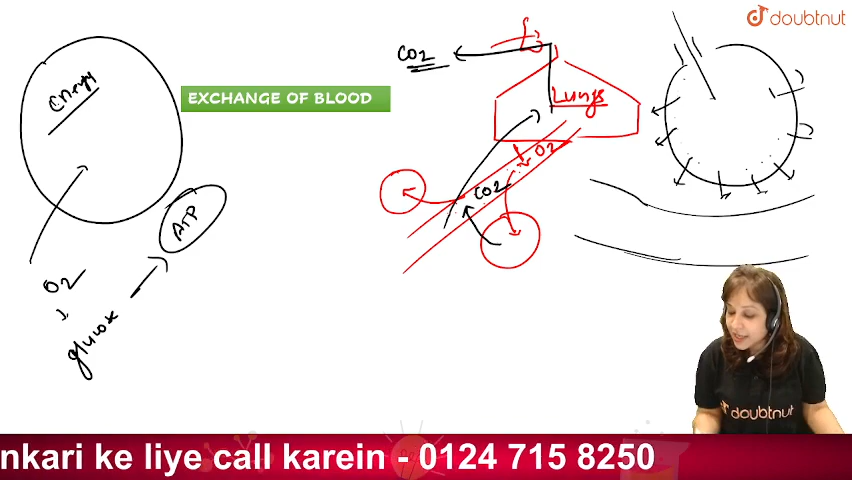 doubtnut
CO2
Energy
EXCHANGE OF BLOOD
Lungs
O2
CO2
ATP
O2
glucose
doubtnut
nkari ke liye call karein - 0124 715 8250